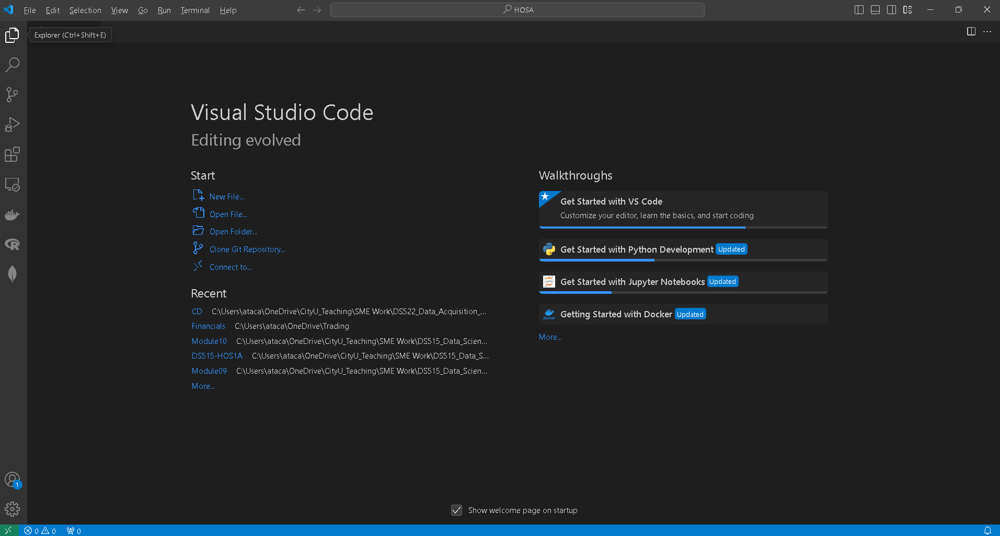 File Edit Selection View Go Run Terminal Help
HOSA
Explorer (Ctrl+Shift+E)
Visual Studio Code
Editing evolved
Start
New File...
Open File...
Open Folder...
Clone Git Repository...
Connect to...
Recent
CD C:\Users\ataca\OneDrive\CityU_Teaching\SME Work\DS522_Data_Acquisition_...
Financials C:\Users\ataca\OneDrive\Trading
Module10 C:\Users\ataca\OneDrive\CityU_Teaching\SME Work\DS515_Data_Scien...
DS515-HOS1A C:\Users\ataca\OneDrive\CityU_Teaching\SME Work\DS515_Data_S...
Module09 C:\Users\ataca\OneDrive\CityU_Teaching\SME Work\DS515_Data_Scien...
More...
Walkthroughs
Get Started with VS Code
Customize your editor, learn the basics, and start coding
Get Started with Python Development Updated
jupyter
Get Started with Jupyter Notebooks Updated
docker
Getting Started with Docker Updated
More...
1
Show welcome page on startup
0 0 0